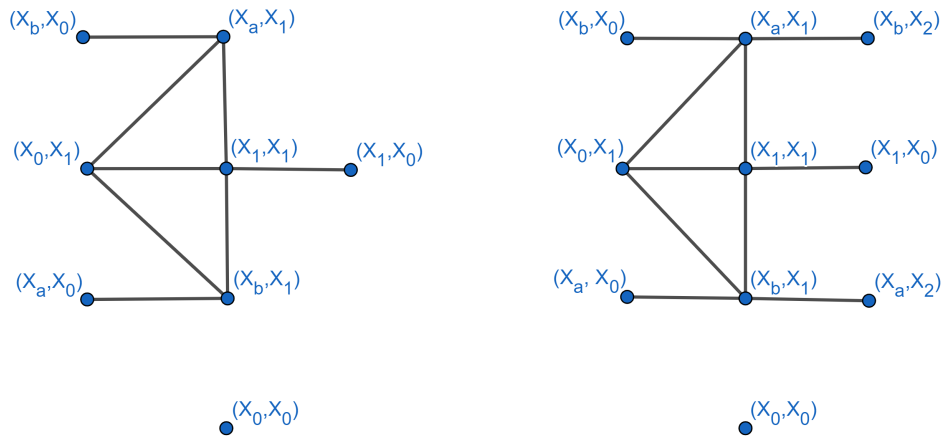 (X_b,X_0) (X_a,X_1) (X_b,X_0) (X_a,X_1) (X_b,X_2)
(X_0,X_1) (X_1,X_1) (X_1,X_0) (X_0,X_1) (X_1,X_1) (X_1,X_0)
(X_a,X_0) (X_b,X_1) (X_a, X_0) (X_b,X_1) (X_a,X_2)
(X_0,X_0) (X_0,X_0)